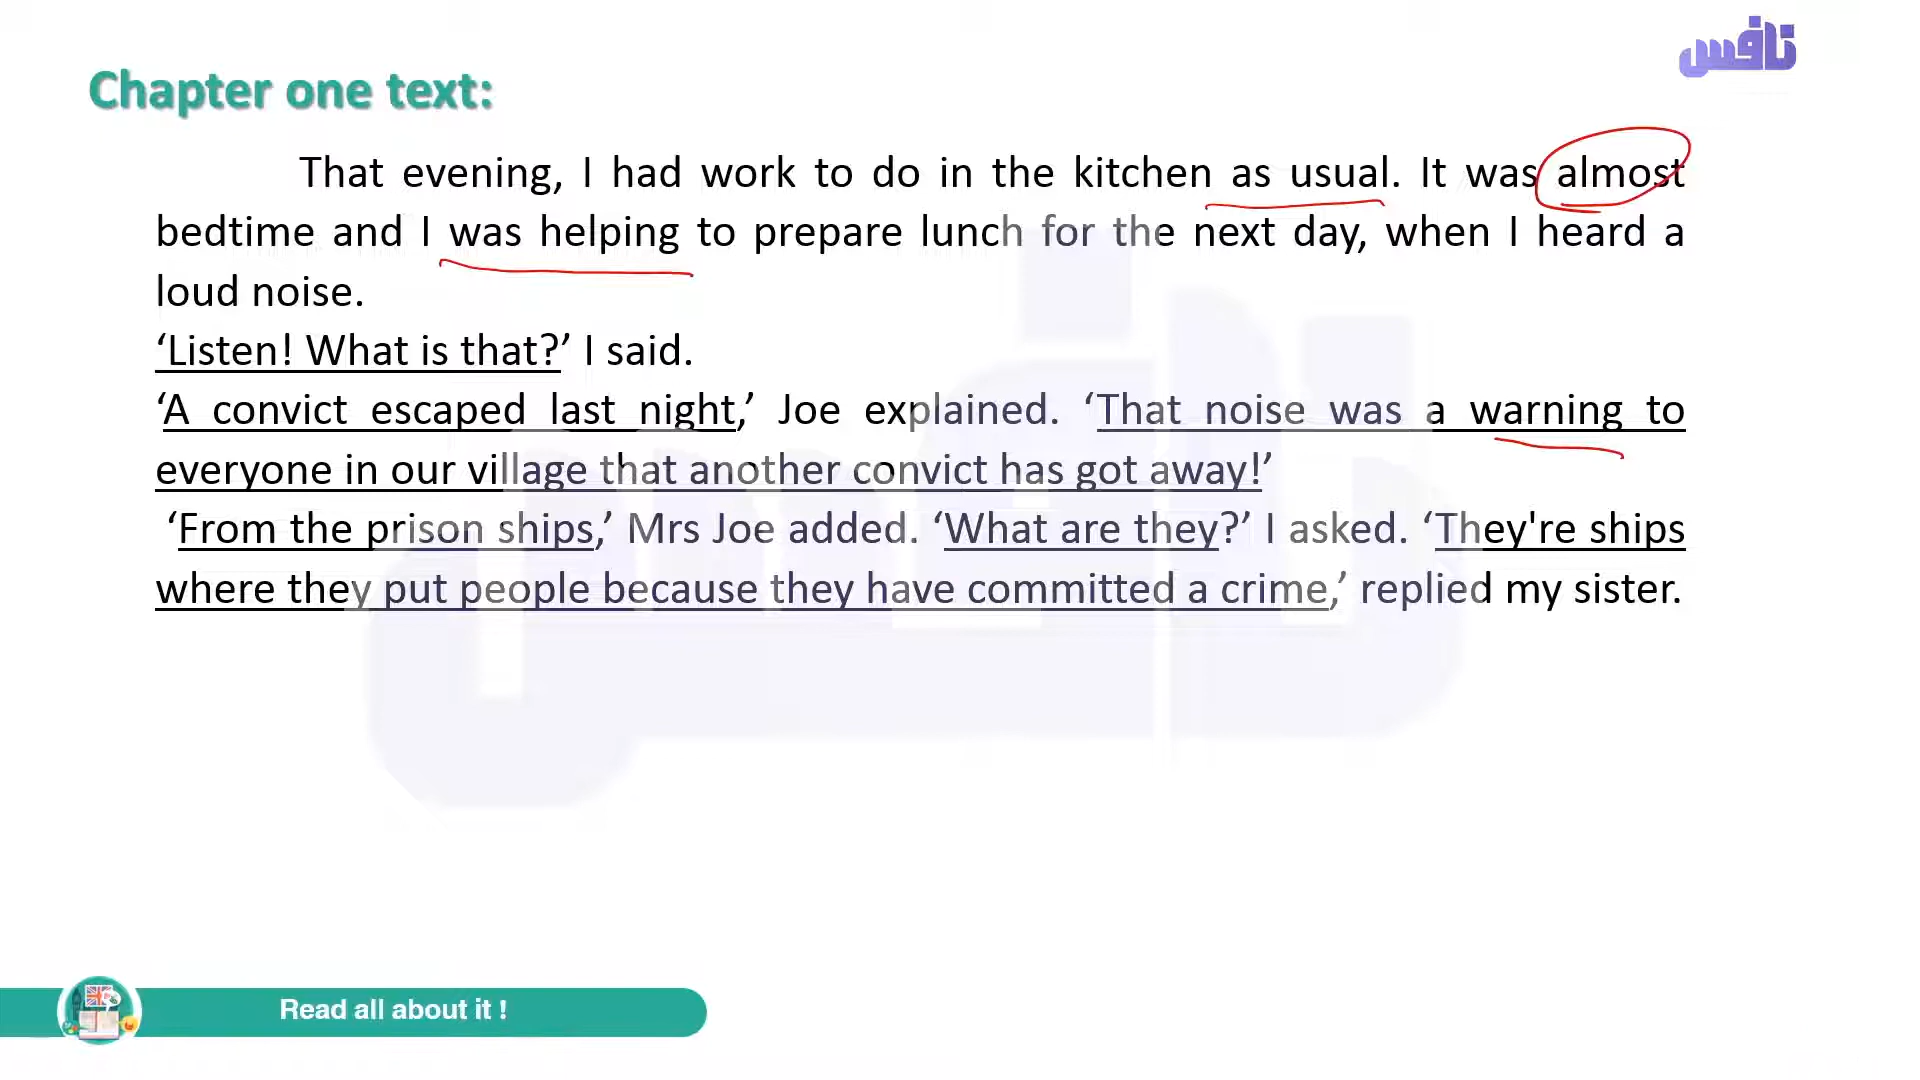 نافس
Chapter one text:
That evening, I had work to do in the kitchen as usual. It was almost
bedtime and I was helping to prepare lunch for the next day, when I heard a
loud noise.
‘Listen! What is that?’ I said.
‘A convict escaped last night,’ Joe explained. ‘That noise was a warning to
everyone in our village that another convict has got away!’
‘From the prison ships,’ Mrs Joe added. ‘What are they?’ I asked. ‘They're ships
where they put people because they have committed a crime,’ replied my sister.
Read all about it !